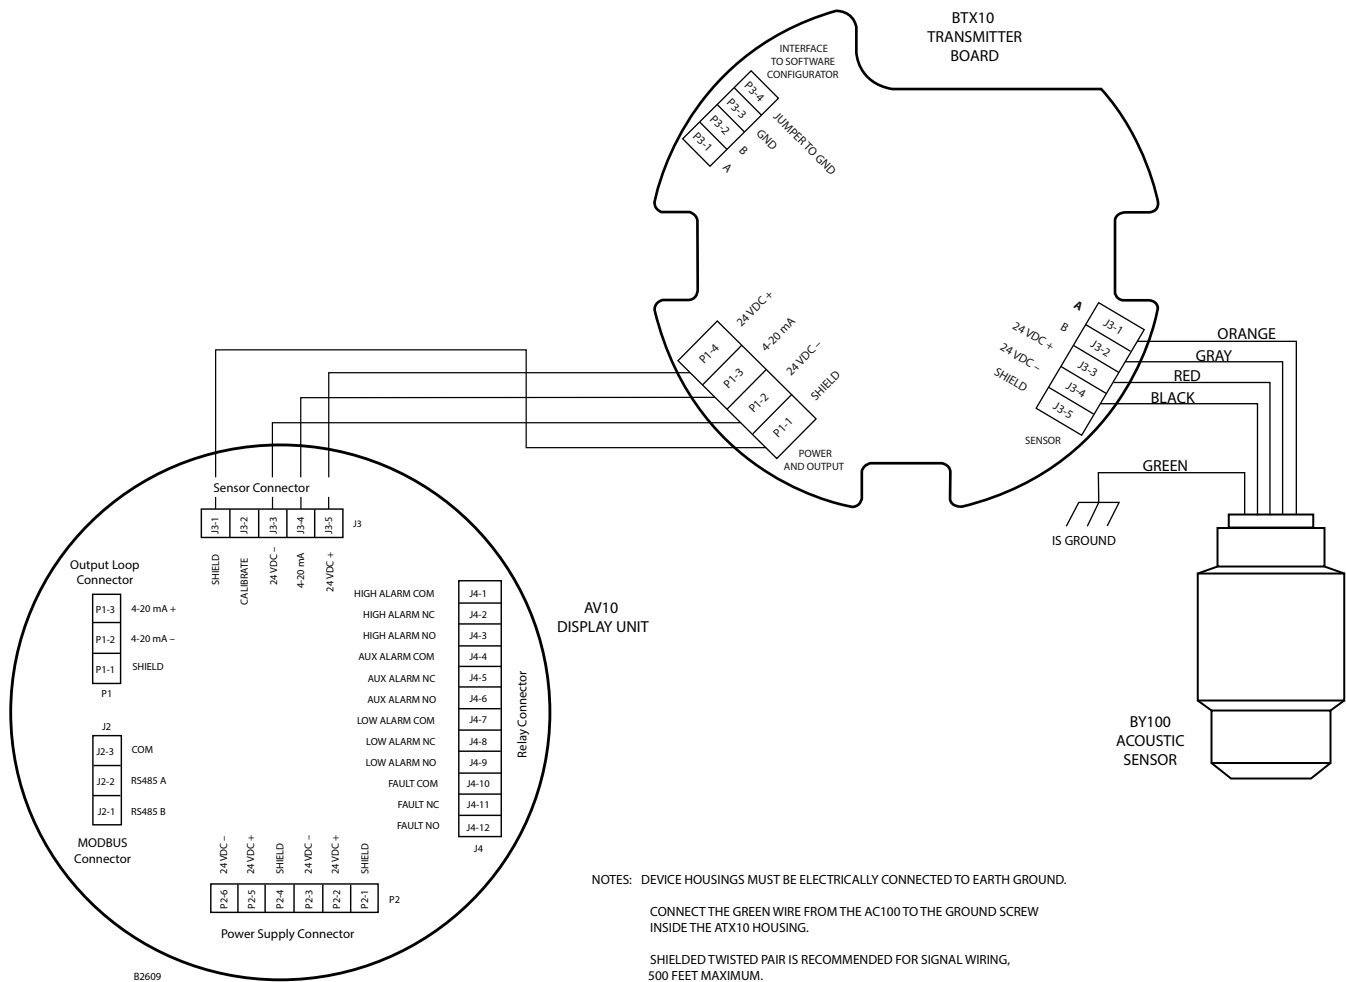 BTX10
TRANSMITTER
BOARD
INTERFACE
TO SOFTWARE
CONFIGURATOR
P3-4
P3-3
P3-2
P3-1
JUMPER TO GND
GND
B
A
24 VDC +
4-20 mA
24 VDC –
SHIELD
P1-4
P1-3
P1-2
P1-1
POWER
AND OUTPUT
A
B
24 VDC +
24 VDC –
SHIELD
J3-1
J3-2
J3-3
J3-4
J3-5
SENSOR
ORANGE
GRAY
RED
BLACK
GREEN
IS GROUND
BY100
ACOUSTIC
SENSOR
Sensor Connector
J3-1
J3-2
J3-3
J3-4
J3-5
J3
SHIELD
CALIBRATE
24 VDC –
4-20 mA
24 VDC +
Output Loop
Connector
P1-3 4-20 mA +
P1-2 4-20 mA –
P1-1 SHIELD
P1
J2
J2-3 COM
J2-2 RS485 A
J2-1 RS485 B
MODBUS
Connector
HIGH ALARM COM J4-1
HIGH ALARM NC J4-2
HIGH ALARM NO J4-3
AUX ALARM COM J4-4
AUX ALARM NC J4-5
AUX ALARM NO J4-6
LOW ALARM COM J4-7
LOW ALARM NC J4-8
LOW ALARM NO J4-9
FAULT COM J4-10
FAULT NC J4-11
FAULT NO J4-12
J4
Relay Connector
AV10
DISPLAY UNIT
24 VDC –
24 VDC +
SHIELD
24 VDC –
24 VDC +
SHIELD
P2-6
P2-5
P2-4
P2-3
P2-2
P2-1
P2
Power Supply Connector
B2609
NOTES: DEVICE HOUSINGS MUST BE ELECTRICALLY CONNECTED TO EARTH GROUND.
CONNECT THE GREEN WIRE FROM THE AC100 TO THE GROUND SCREW
INSIDE THE ATX10 HOUSING.
SHIELDED TWISTED PAIR IS RECOMMENDED FOR SIGNAL WIRING,
500 FEET MAXIMUM.